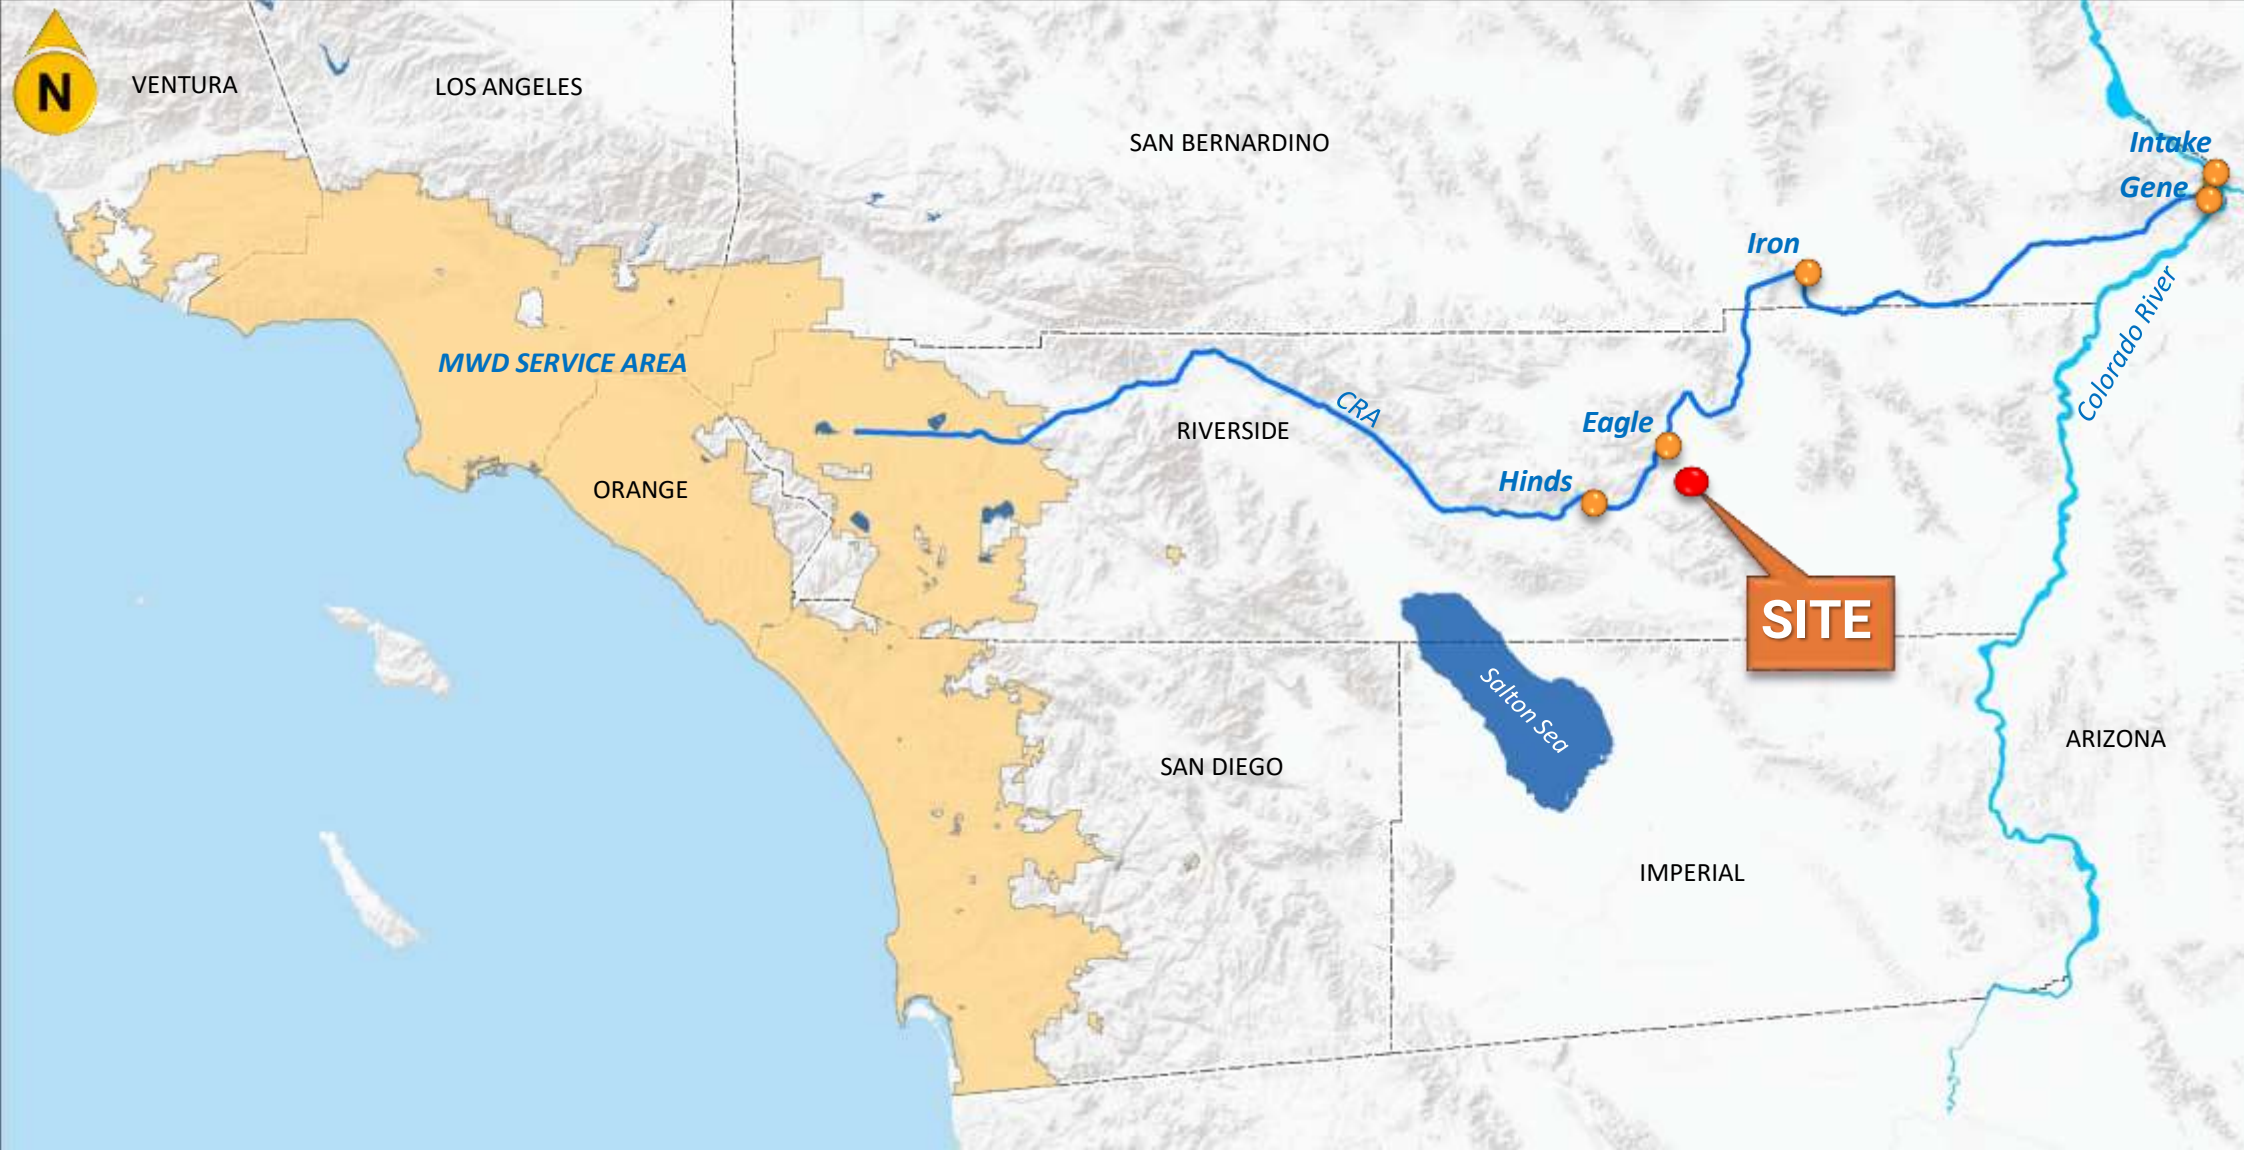 N
VENTURA
LOS ANGELES
SAN BERNARDINO
Intake
Gene
Iron
Colorado River
MWD SERVICE AREA
CRA
RIVERSIDE
Eagle
Hinds
ORANGE
SITE
Salton Sea
ARIZONA
SAN DIEGO
IMPERIAL